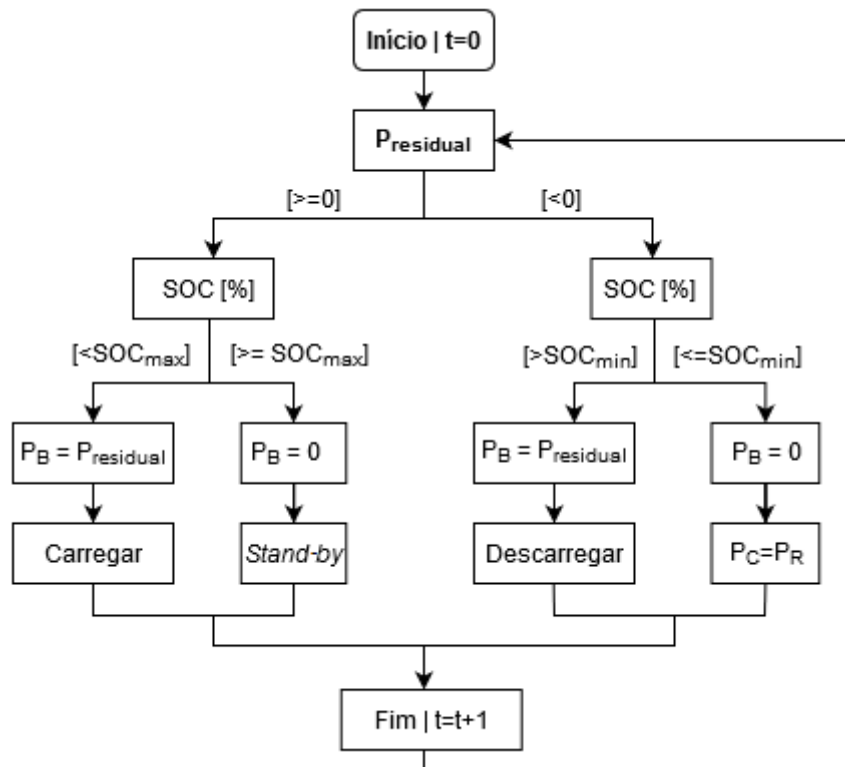 Início | t=0
P_residual
[>=0]
[<0]
SOC [%]
SOC [%]
[<SOC_max]
[>= SOC_max]
[>SOC_min]
[<=SOC_min]
P_B = P_residual
P_B = 0
P_B = P_residual
P_B = 0
Carregar
Stand-by
Descarregar
P_C=P_R
Fim | t=t+1